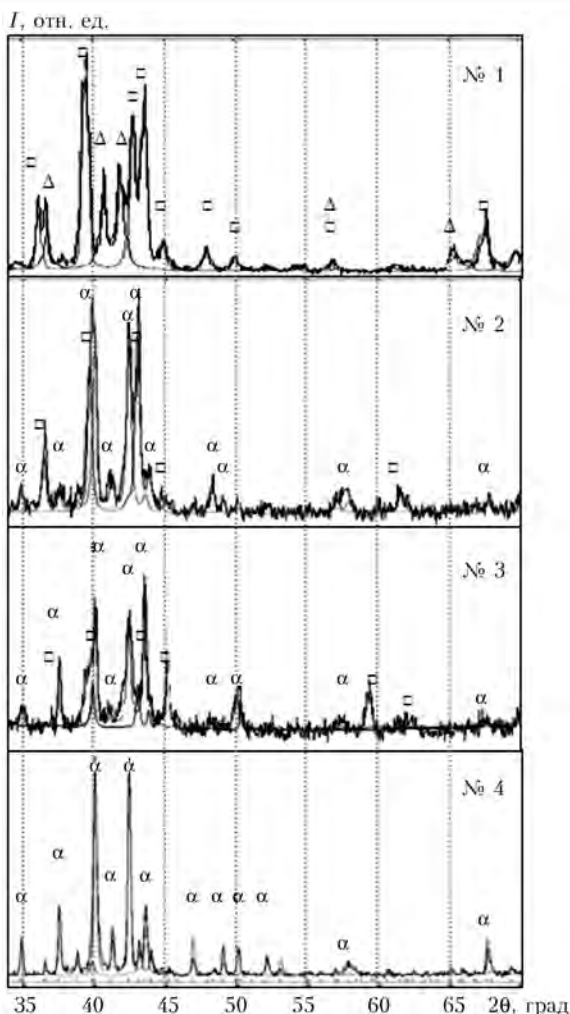 I, отн. ед.
№ 1
Δ
Δ Δ
Δ
Δ
№ 2
α α
α
α α α α
α α α α
№ 3
α α
α
α
α α α α α
α
№ 4
α α
α α α
α α α α α
α
α
35 40 45 50 55 60 65 2θ, град